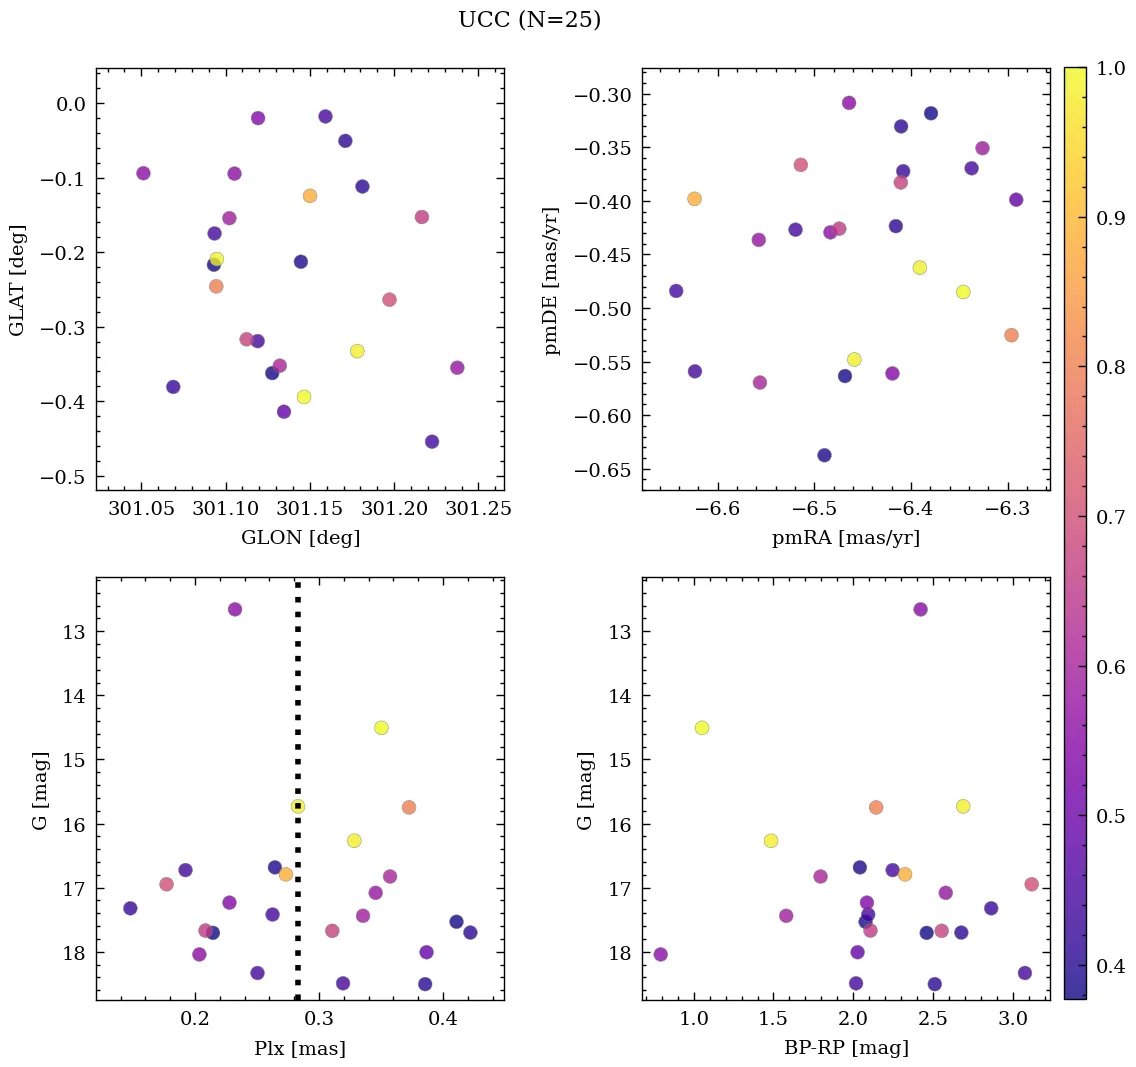 UCC (N=25)
0.0
−0.1
−0.2
−0.3
−0.4
−0.5
GLAT [deg]
301.05 301.10 301.15 301.20 301.25
GLON [deg]
−0.30
−0.35
−0.40
−0.45
−0.50
−0.55
−0.60
−0.65
pmDE [mas/yr]
−6.6 −6.5 −6.4 −6.3
pmRA [mas/yr]
13
14
15
16
17
18
G [mag]
0.2 0.3 0.4
Plx [mas]
13
14
15
16
17
18
G [mag]
1.0 1.5 2.0 2.5 3.0
BP-RP [mag]
1.0
0.9
0.8
0.7
0.6
0.5
0.4